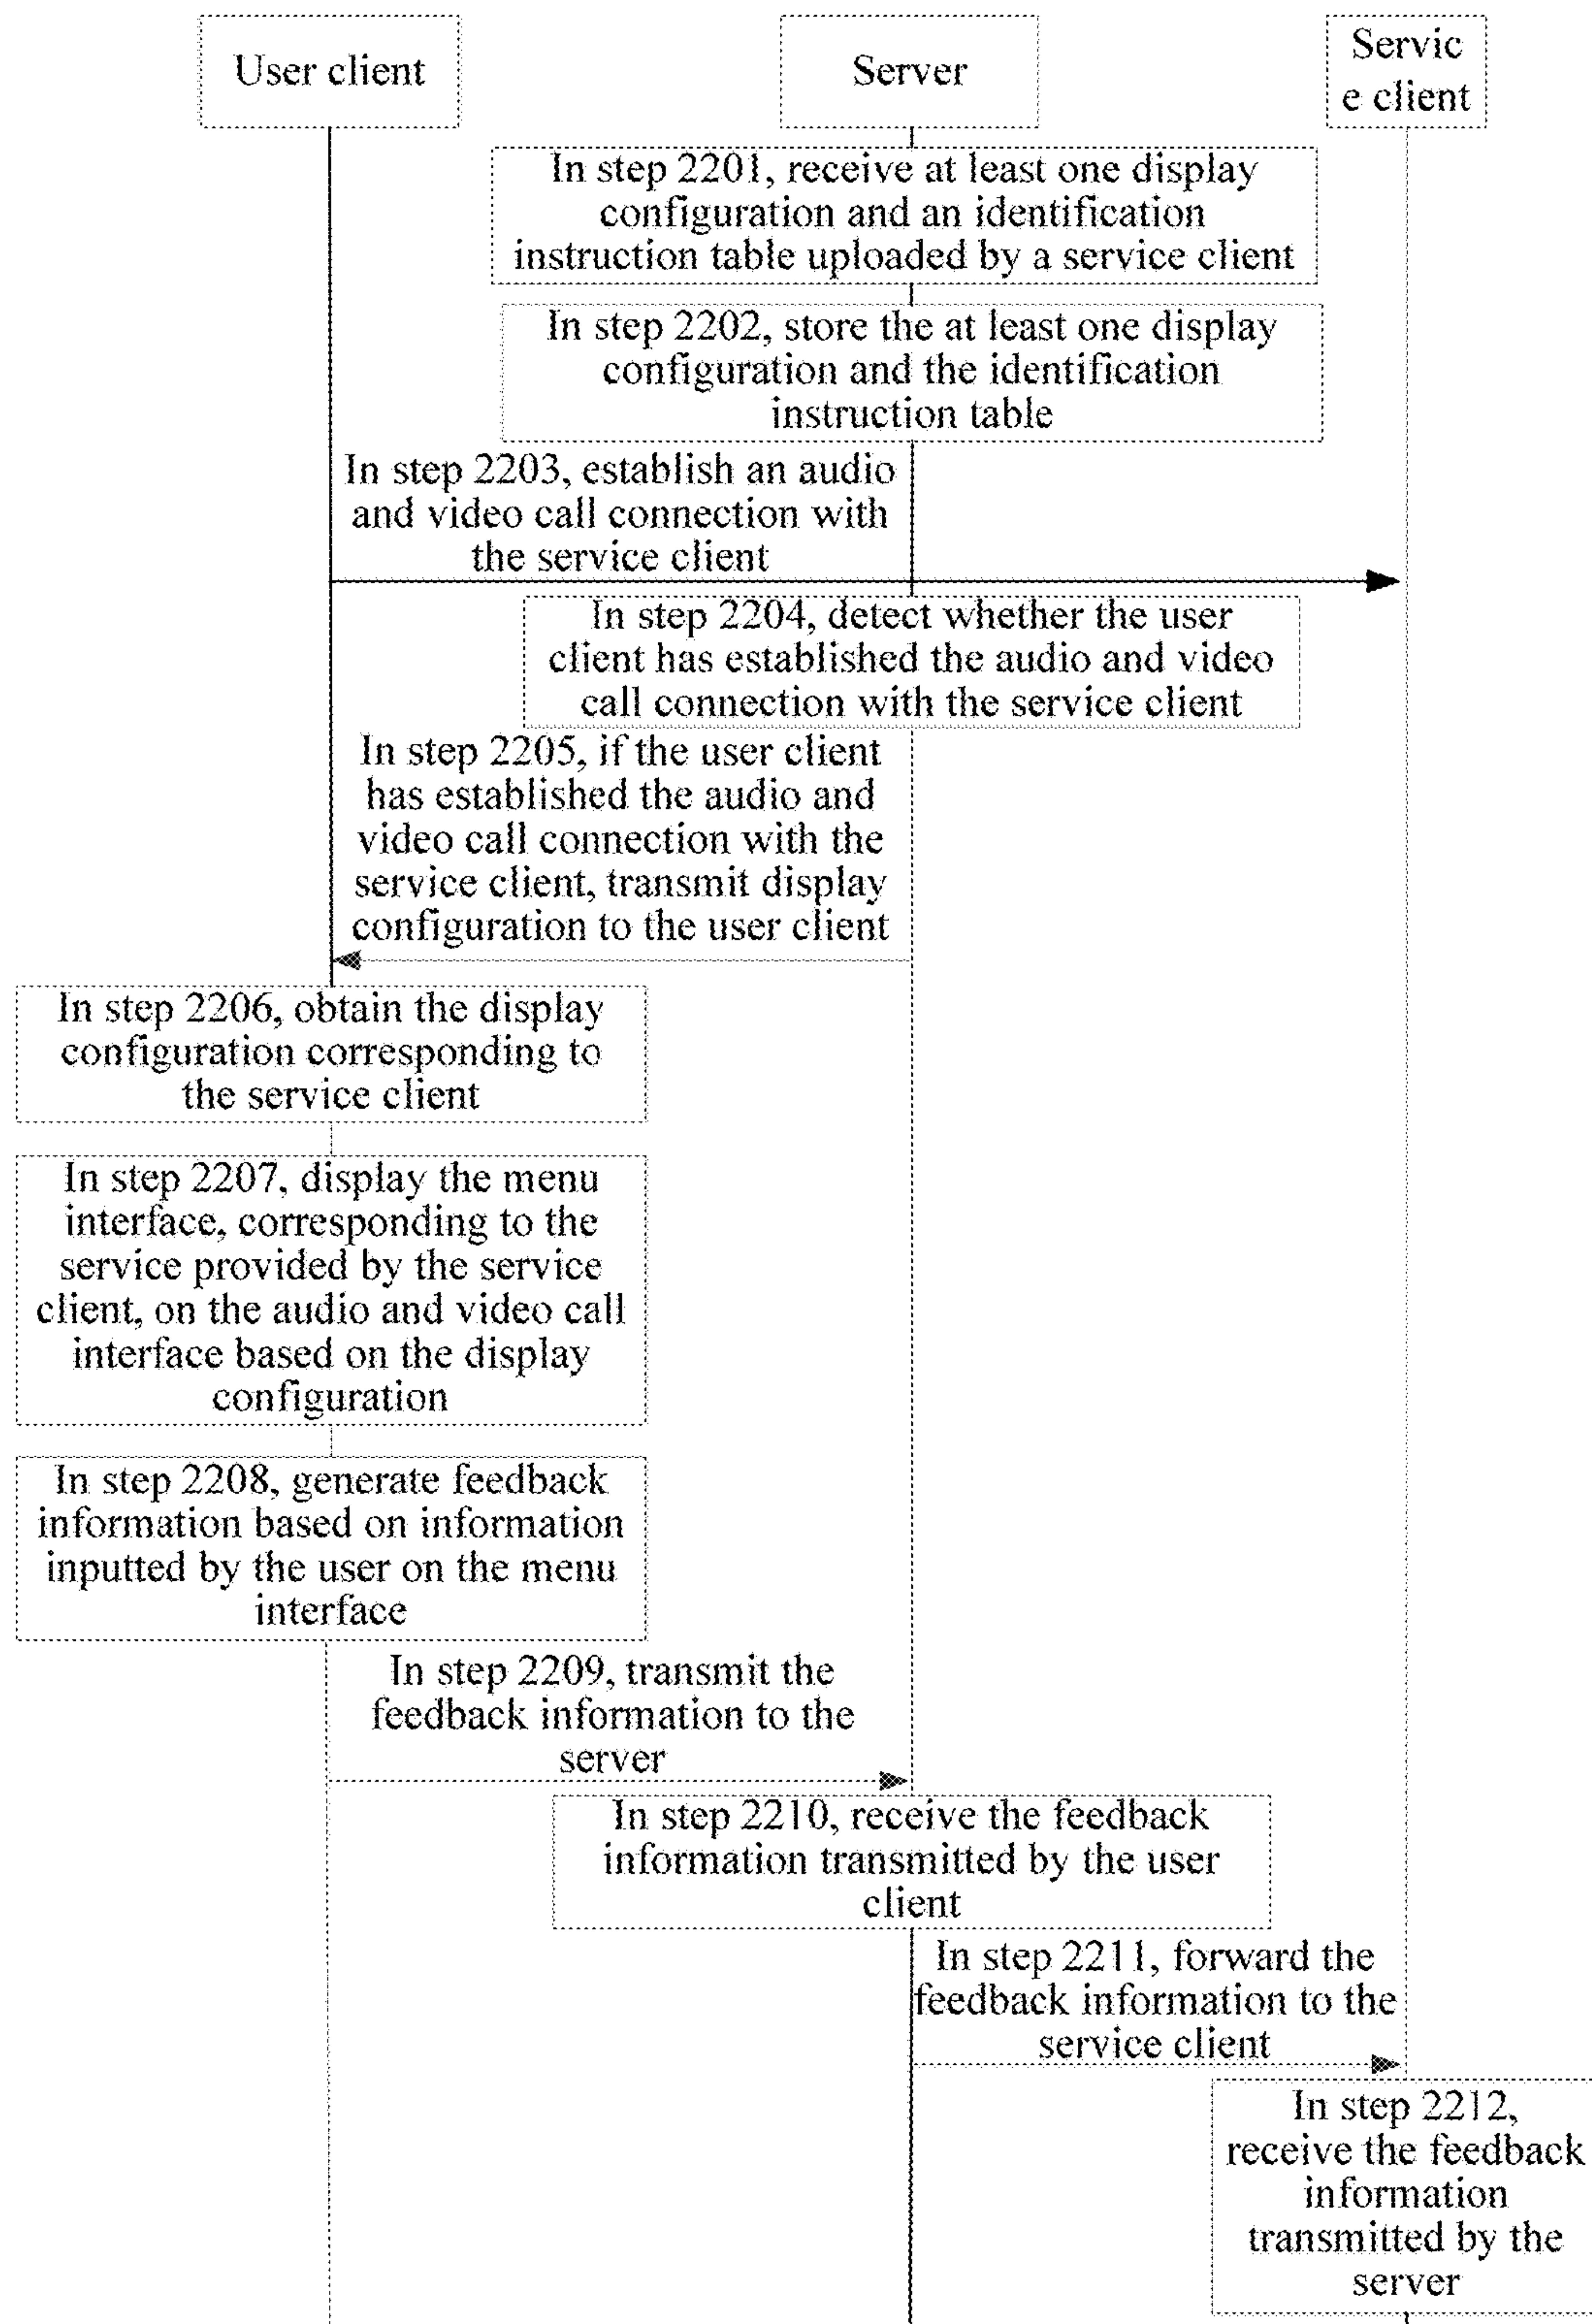 User client
Server
Servic
e client
In step 2201, receive at least one display
configuration and an identification
instruction table uploaded by a service client
In step 2202, store the at least one display
configuration and the identification
instruction table
In step 2203, establish an audio
and video call connection with
the service client
In step 2204, detect whether the user
client has established the audio and video
call connection with the service client
In step 2205, if the user client
has established the audio and
video call connection with the
service client, transmit display
configuration to the user client
In step 2206, obtain the display
configuration corresponding to
the service client
In step 2207, display the menu
interface, corresponding to the
service provided by the service
client, on the audio and video call
interface based on the display
configuration
In step 2208, generate feedback
information based on information
inputted by the user on the menu
interface
In step 2209, transmit the
feedback information to the
server
In step 2210, receive the feedback
information transmitted by the user
client
In step 2211, forward the
feedback information to the
service client
In step 2212,
receive the feedback
information
transmitted by the
server